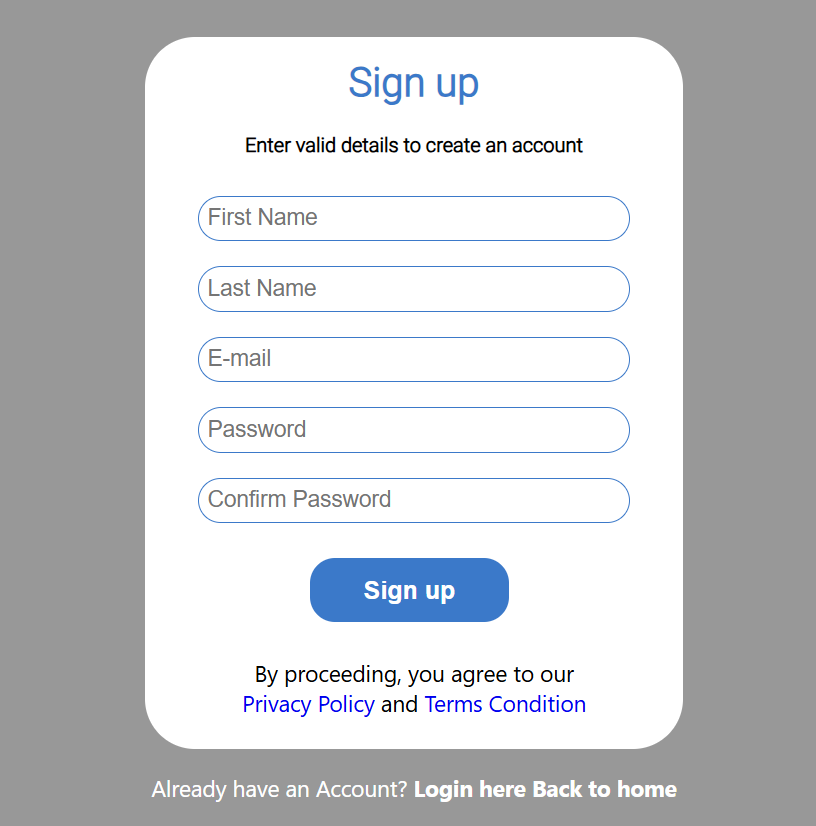 Sign up
Enter valid details to create an account
First Name
Last Name
E-mail
Password
Confirm Password
Sign up
By proceeding, you agree to our
Privacy Policy and Terms Condition
Already have an Account? Login here Back to home